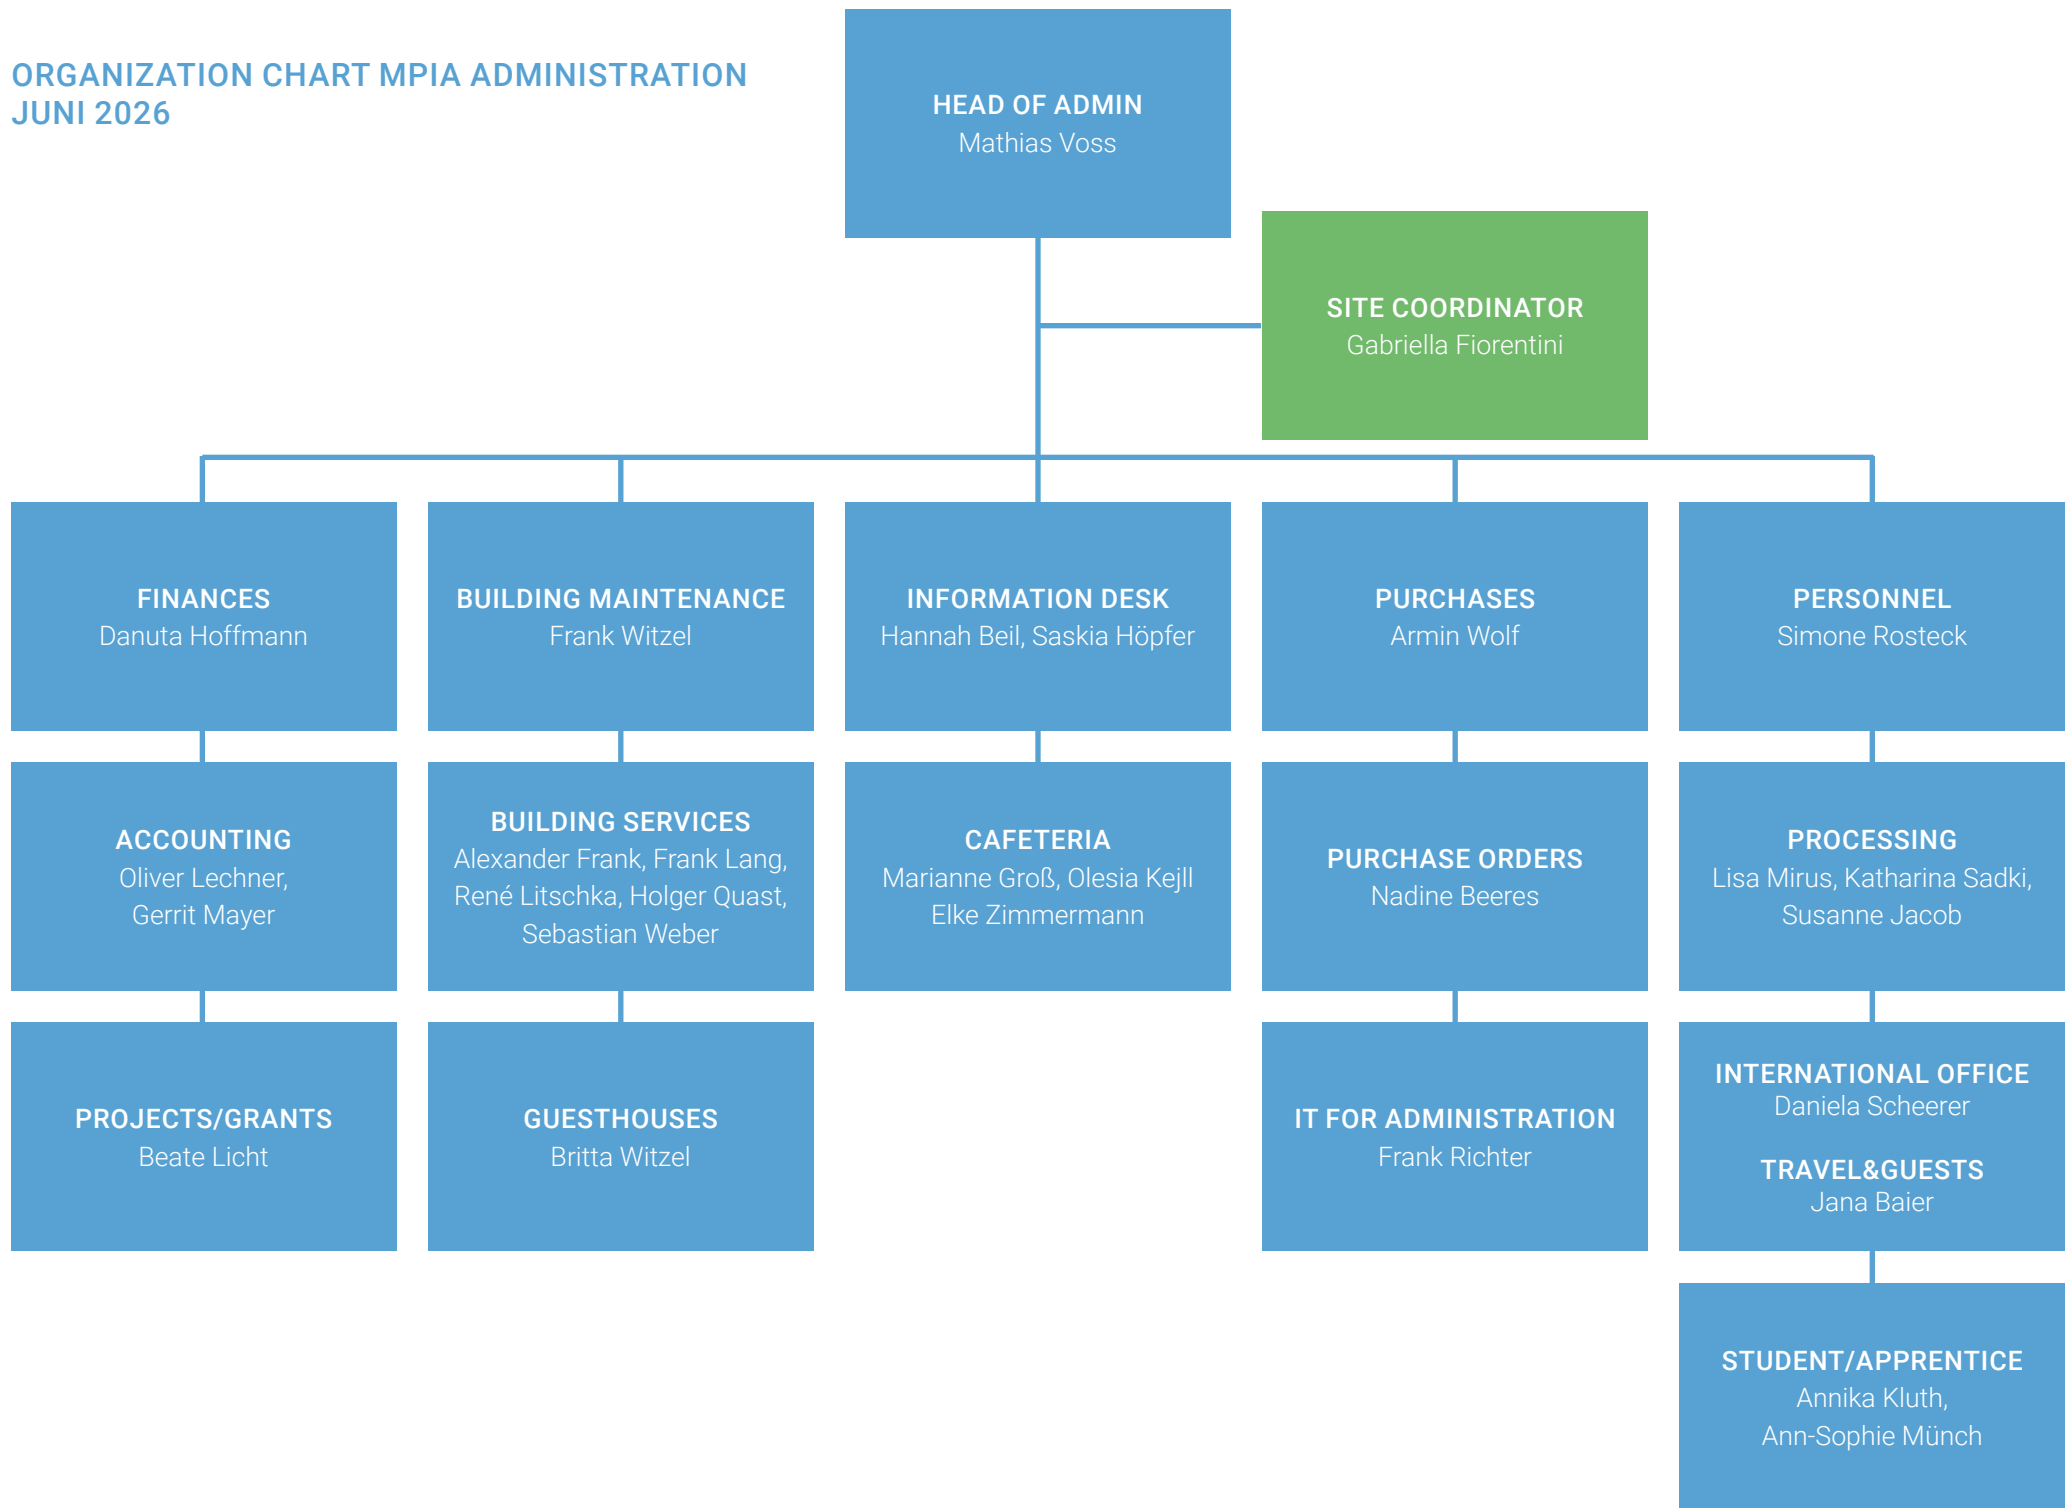 ORGANIZATION CHART MPIA ADMINISTRATION
JUNI 2026
HEAD OF ADMIN
Mathias Voss
SITE COORDINATOR
Gabriella Fiorentini
FINANCES
Danuta Hoffmann
BUILDING MAINTENANCE
Frank Witzel
INFORMATION DESK
Hannah Beil, Saskia Höpfer
PURCHASES
Armin Wolf
PERSONNEL
Simone Rosteck
ACCOUNTING
Oliver Lechner,
Gerrit Mayer
BUILDING SERVICES
Alexander Frank, Frank Lang,
René Litschka, Holger Quast,
Sebastian Weber
CAFETERIA
Marianne Groß, Olesia Kejll
Elke Zimmermann
PURCHASE ORDERS
Nadine Beeres
PROCESSING
Lisa Mirus, Katharina Sadki,
Susanne Jacob
PROJECTS/GRANTS
Beate Licht
GUESTHOUSES
Britta Witzel
IT FOR ADMINISTRATION
Frank Richter
INTERNATIONAL OFFICE
Daniela Scheerer
TRAVEL&GUESTS
Jana Baier
STUDENT/APPRENTICE
Annika Kluth,
Ann-Sophie Münch